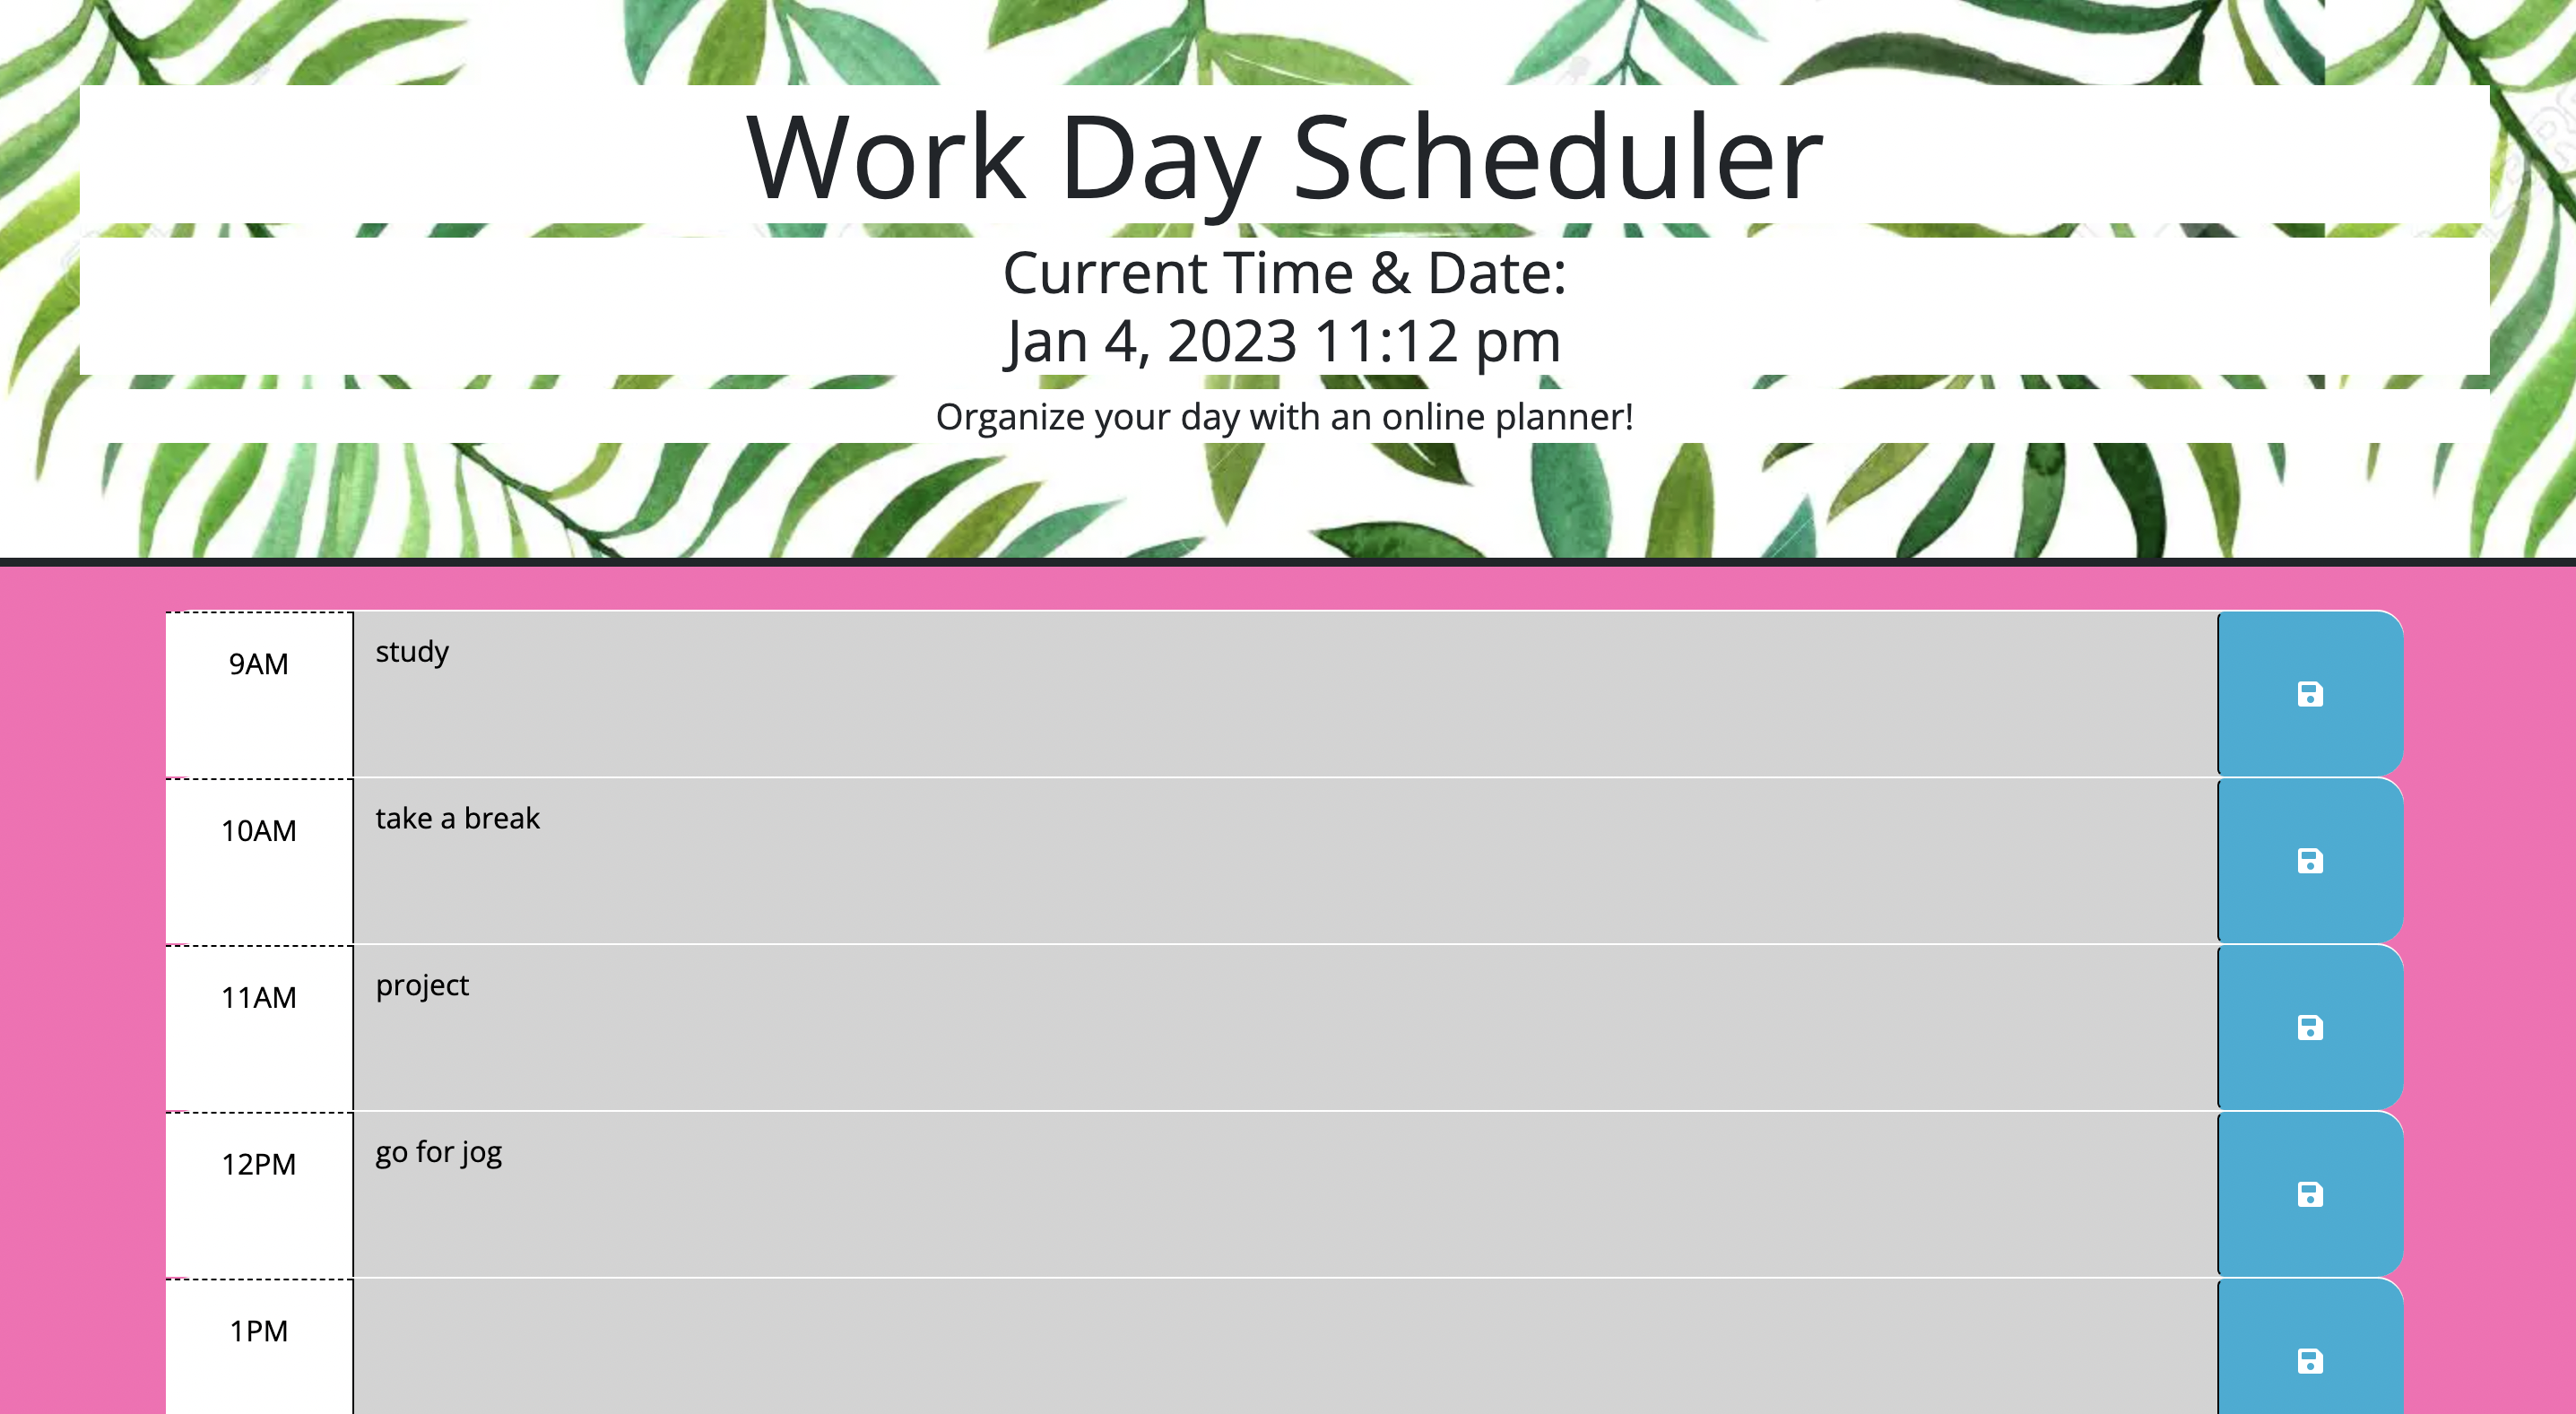 Work Day Scheduler
Current Time & Date:
Jan 4, 2023 11:12 pm
Organize your day with an online planner!
9AM
study
10AM
take a break
11AM
project
12PM
go for jog
1PM